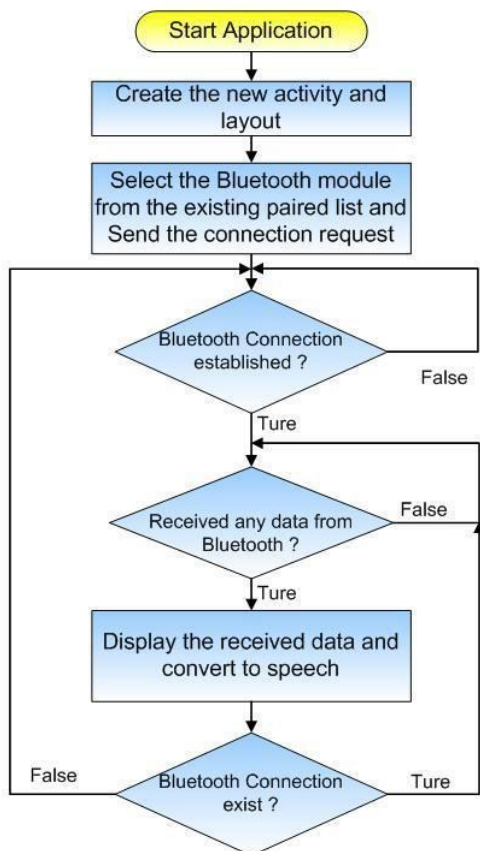 Start Application
Create the new activity and
layout
Select the Bluetooth module
from the existing paired list and
Send the connection request
Bluetooth Connection
established ?
False
Ture
Received any data from
Bluetooth ?
False
Ture
Display the received data and
convert to speech
False
Bluetooth Connection
exist ?
Ture